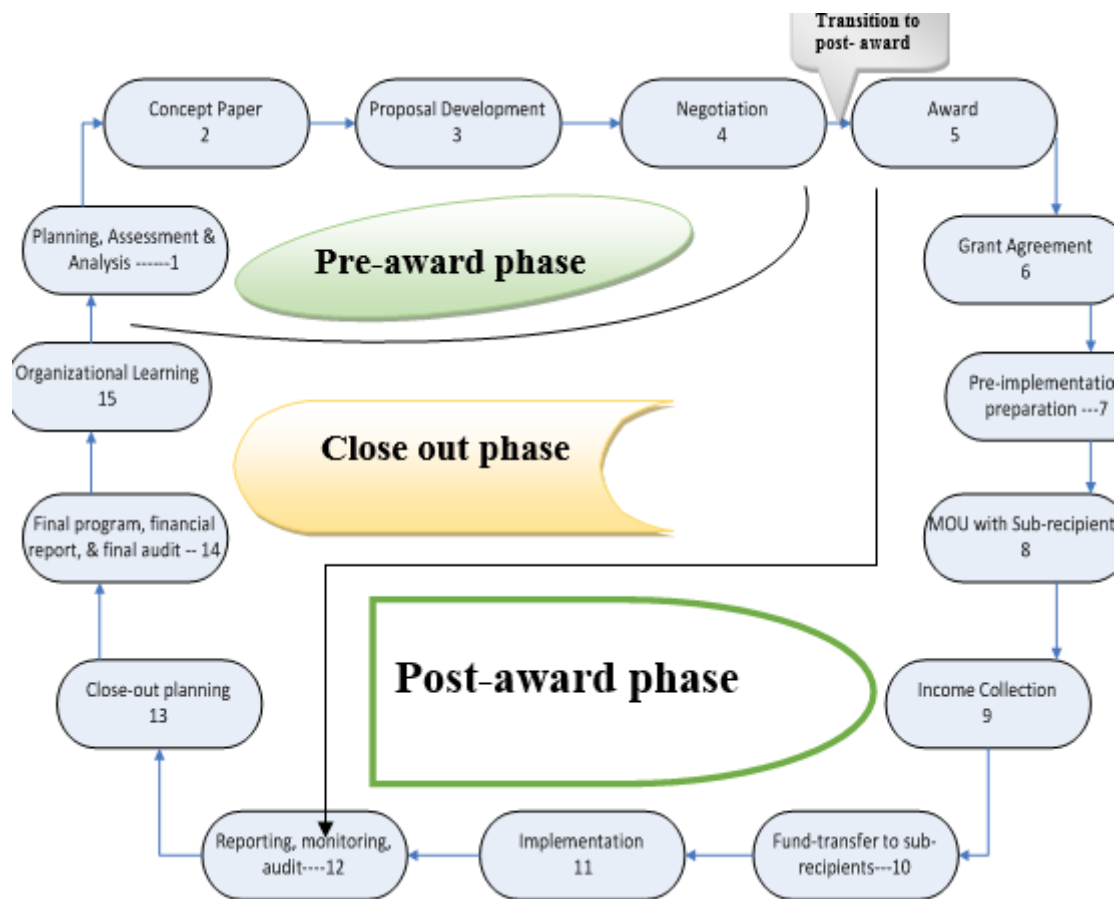 Transition to
post- award
Concept Paper
2
Proposal Development
3
Negotiation
4
Award
5
Planning, Assessment &
Analysis ------1
Pre-award phase
Grant Agreement
6
Organizational Learning
15
Pre-implementation
preparation ---7
Close out phase
Final program, financial
report, & final audit -- 14
MOU with Sub-recipient
8
Post-award phase
Close-out planning
13
Income Collection
9
Reporting, monitoring,
audit----12
Implementation
11
Fund-transfer to sub-
recipients---10